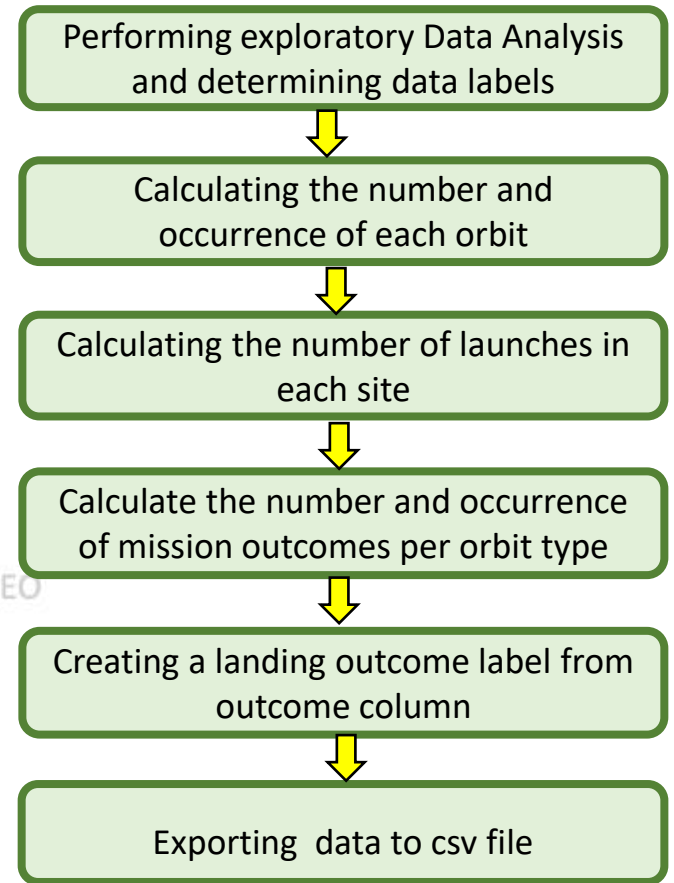 Performing exploratory Data Analysis
and determining data labels
Calculating the number and
occurrence of each orbit
Calculating the number of launches in
each site
Calculate the number and occurrence
of mission outcomes per orbit type
EO
Creating a landing outcome label from
outcome column
Exporting data to csv file